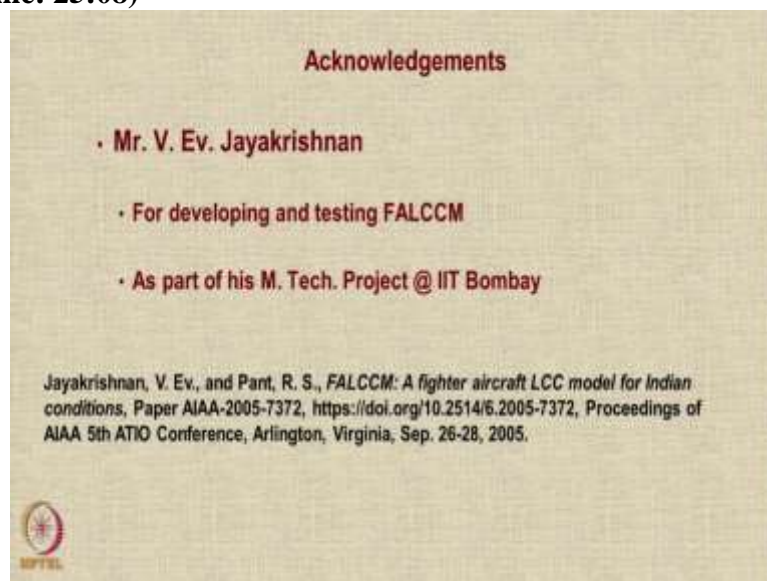 Acknowledgements
• Mr. V. Ev. Jayakrishnan
• For developing and testing FALCCM
• As part of his M. Tech. Project @ IIT Bombay
Jayakrishnan, V. Ev., and Pant, R. S., FALCCM: A fighter aircraft LCC model for Indian
conditions, Paper AIAA-2005-7372, https://doi.org/10.2514/6.2005-7372, Proceedings of
AIAA 5th ATIO Conference, Arlington, Virginia, Sep. 26-28, 2005.
NPTEL